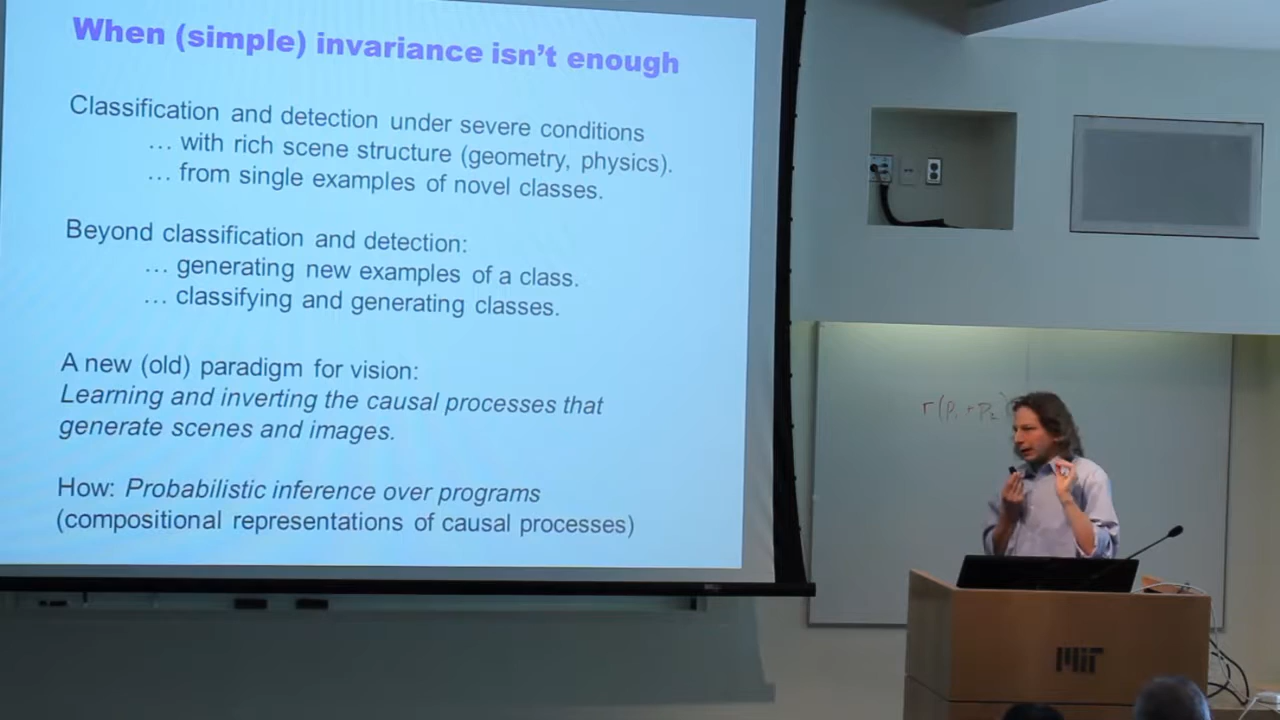 When (simple) invariance isn't enough
Classification and detection under severe conditions
… with rich scene structure (geometry, physics).
… from single examples of novel classes.
Beyond classification and detection:
… generating new examples of a class.
… classifying and generating classes.
A new (old) paradigm for vision:
Learning and inverting the causal processes that
generate scenes and images.
How: Probabilistic inference over programs
(compositional representations of causal processes)
r(p₁ + p₂)
MIT